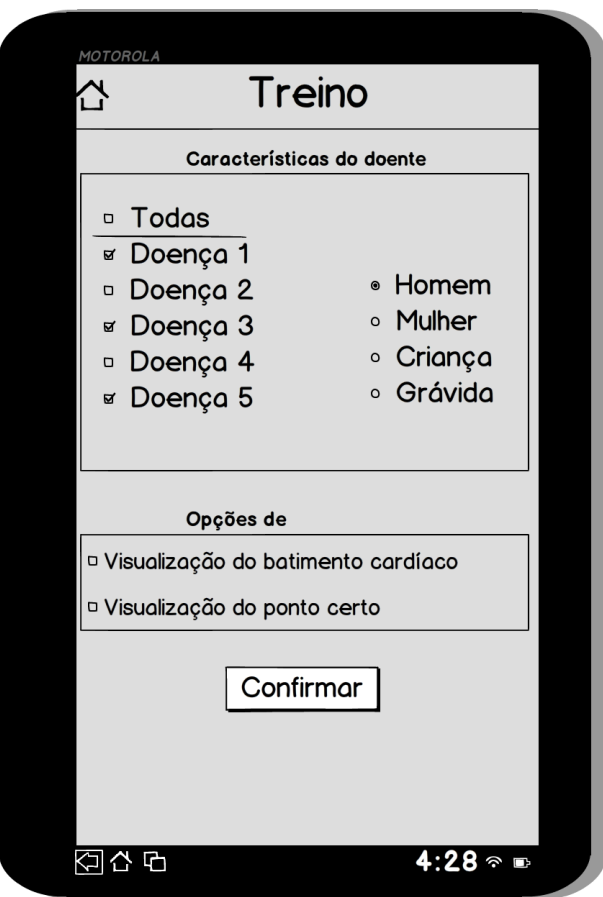 MOTOROLA
Treino
Características do doente
Todas
Doença 1
Doença 2
Doença 3
Doença 4
Doença 5
Homem
Mulher
Criança
Grávida
Opções de
Visualização do batimento cardíaco
Visualização do ponto certo
Confirmar
4:28